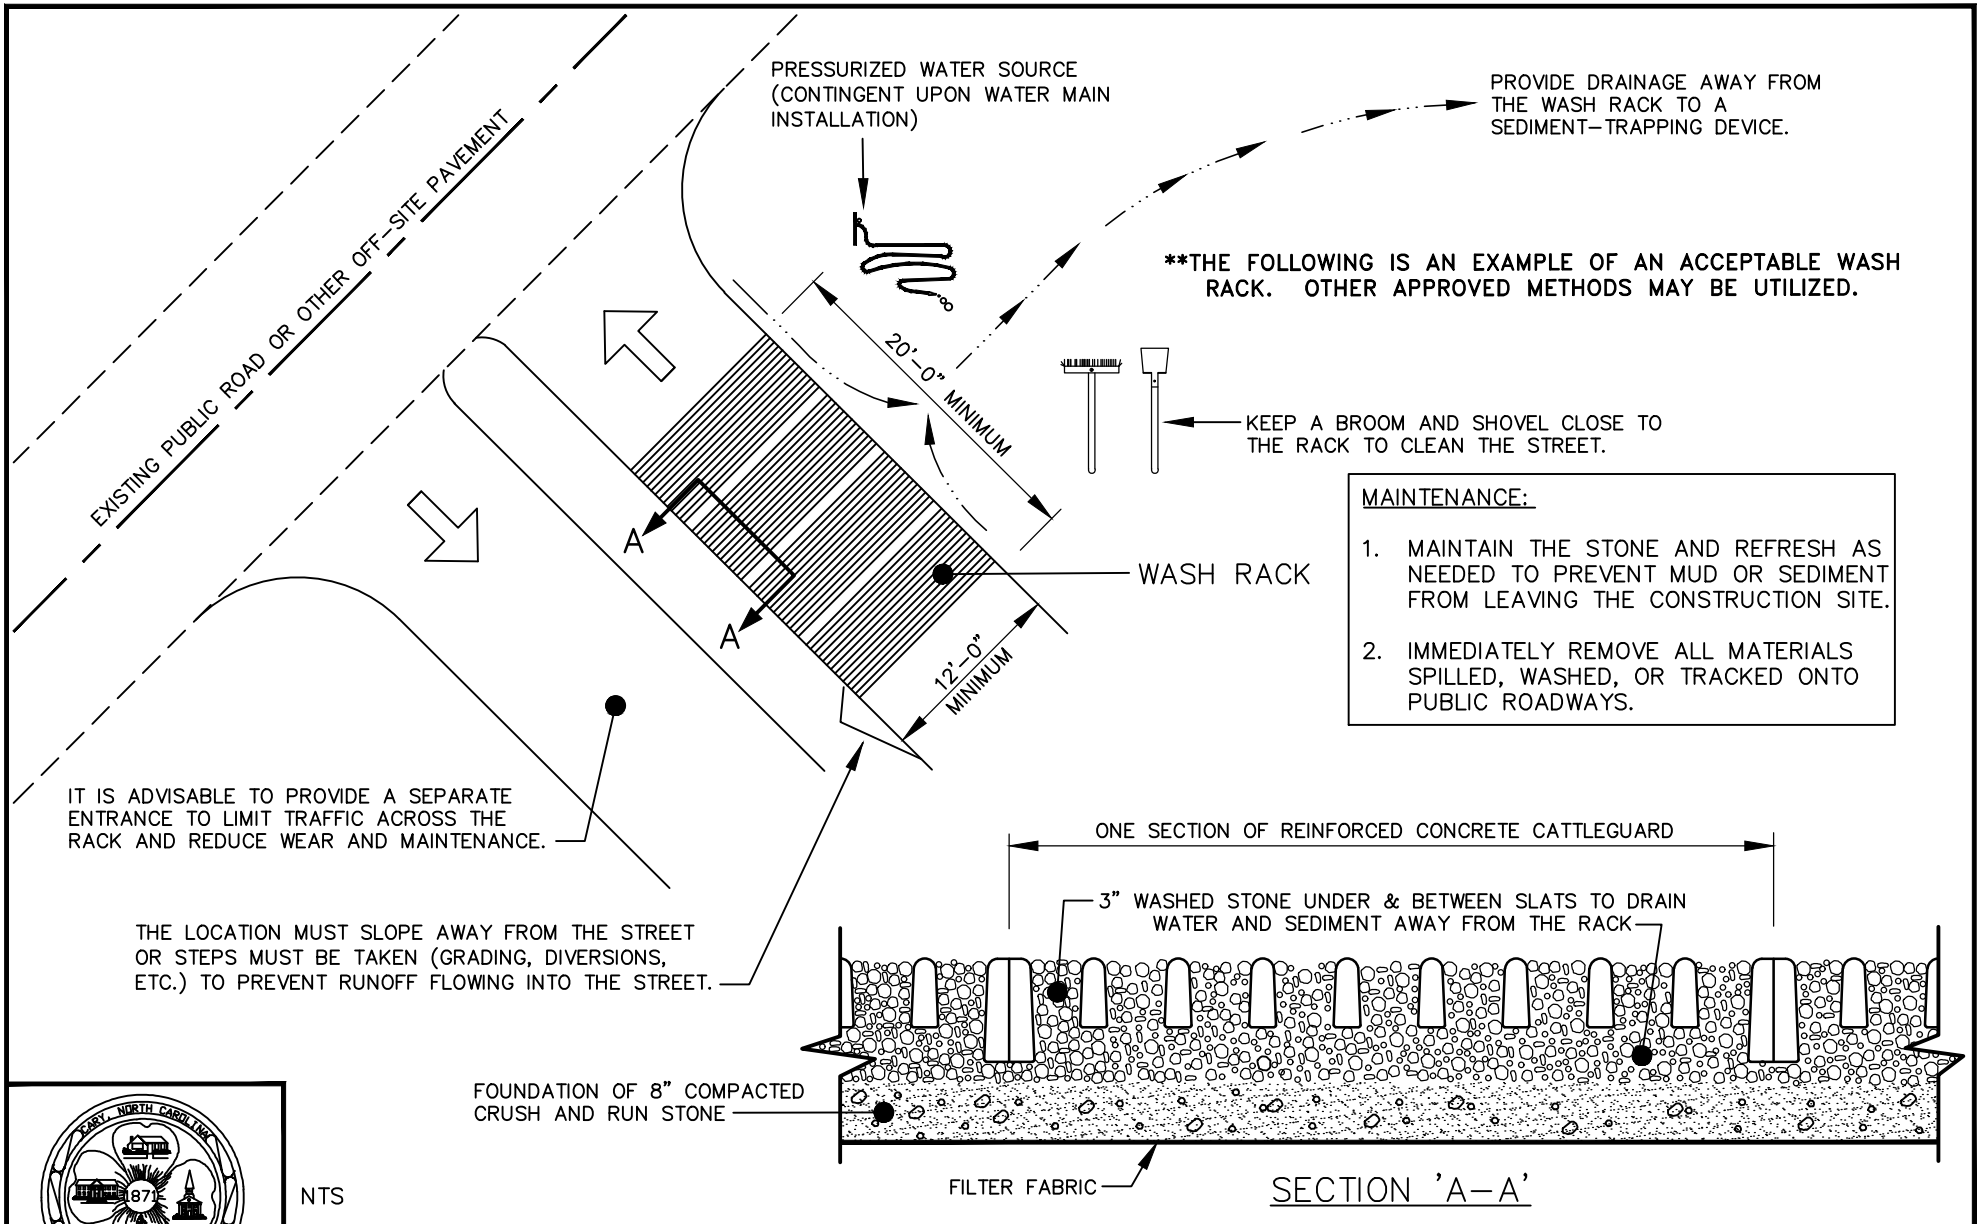 PRESSURIZED WATER SOURCE
(CONTINGENT UPON WATER MAIN
INSTALLATION)
PROVIDE DRAINAGE AWAY FROM
THE WASH RACK TO A
SEDIMENT-TRAPPING DEVICE.
EXISTING PUBLIC ROAD OR OTHER OFF-SITE PAVEMENT
**THE FOLLOWING IS AN EXAMPLE OF AN ACCEPTABLE WASH
RACK. OTHER APPROVED METHODS MAY BE UTILIZED.
20'-0" MINIMUM
KEEP A BROOM AND SHOVEL CLOSE TO
THE RACK TO CLEAN THE STREET.
MAINTENANCE:
1. MAINTAIN THE STONE AND REFRESH AS
NEEDED TO PREVENT MUD OR SEDIMENT
FROM LEAVING THE CONSTRUCTION SITE.
2. IMMEDIATELY REMOVE ALL MATERIALS
SPILLED, WASHED, OR TRACKED ONTO
PUBLIC ROADWAYS.
A
A
WASH RACK
12'-0"
MINIMUM
IT IS ADVISABLE TO PROVIDE A SEPARATE
ENTRANCE TO LIMIT TRAFFIC ACROSS THE
RACK AND REDUCE WEAR AND MAINTENANCE.
THE LOCATION MUST SLOPE AWAY FROM THE STREET
OR STEPS MUST BE TAKEN (GRADING, DIVERSIONS,
ETC.) TO PREVENT RUNOFF FLOWING INTO THE STREET.
ONE SECTION OF REINFORCED CONCRETE CATTLEGUARD
3" WASHED STONE UNDER & BETWEEN SLATS TO DRAIN
WATER AND SEDIMENT AWAY FROM THE RACK
FOUNDATION OF 8" COMPACTED
CRUSH AND RUN STONE
FILTER FABRIC
SECTION 'A-A'
CARY, NORTH CAROLINA
1871
NTS